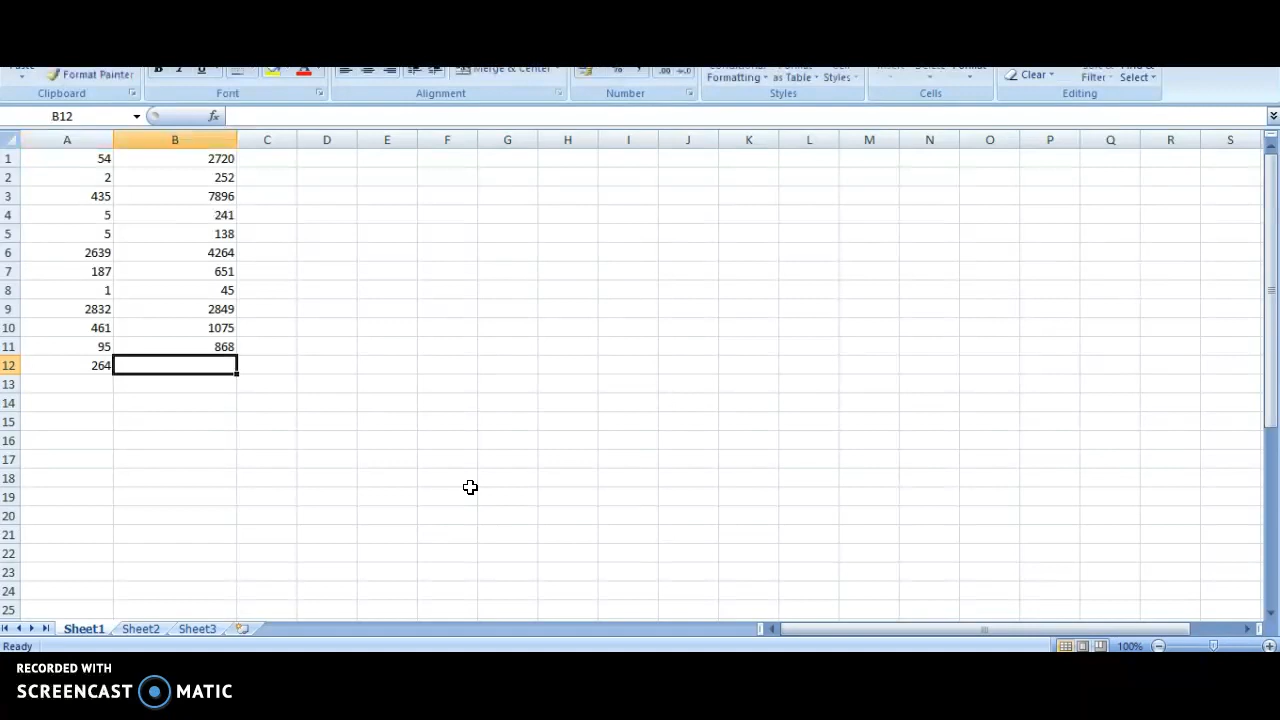 Format Painter Merge & Center Formatting as Table Styles Clear Filter Select
Clipboard Font Alignment Number Styles Cells Editing
B12 fx
A B C D E F G H I J K L M N O P Q R S
1 54 2720
2 2 252
3 435 7896
4 5 241
5 5 138
6 2639 4264
7 187 651
8 1 45
9 2832 2849
10 461 1075
11 95 868
12 264
13
14
15
16
17
18
19
20
21
22
23
24
25
Sheet1 Sheet2 Sheet3
Ready 100%
RECORDED WITH
SCREENCAST MATIC